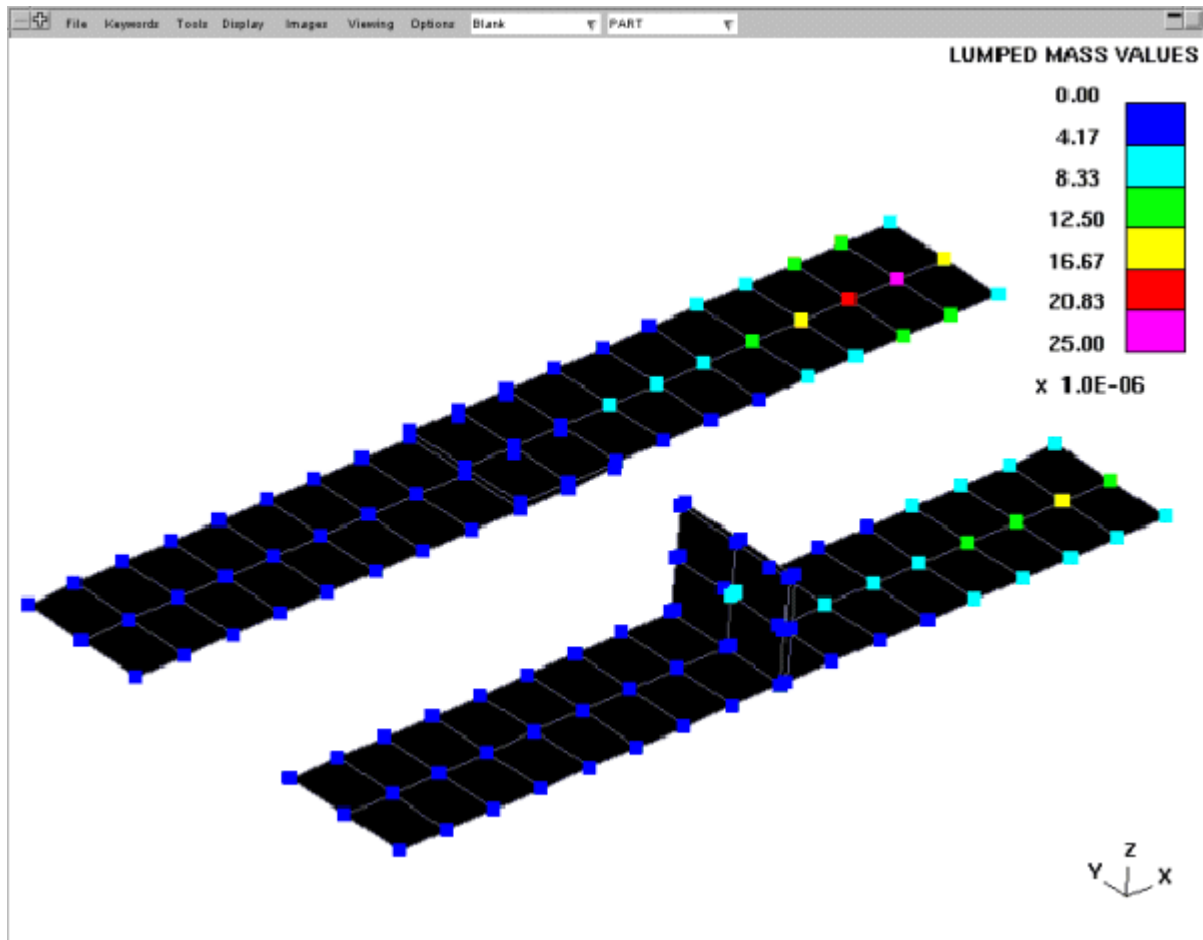 File Keywords Tools Display Images Viewing Options Blank PART
LUMPED MASS VALUES
0.00
4.17
8.33
12.50
16.67
20.83
25.00
x 1.0E-06
Z
Y X